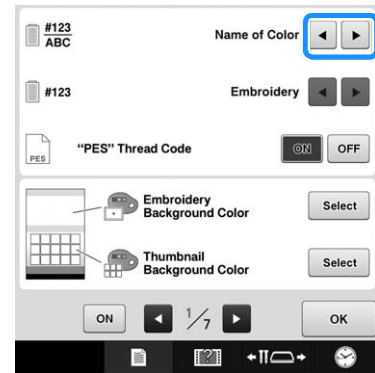 #123
ABC
Name of Color
#123
Embroidery
PES
"PES" Thread Code
ON
OFF
Embroidery
Background Color
Select
Thumbnail
Background Color
Select
ON
1/7
OK